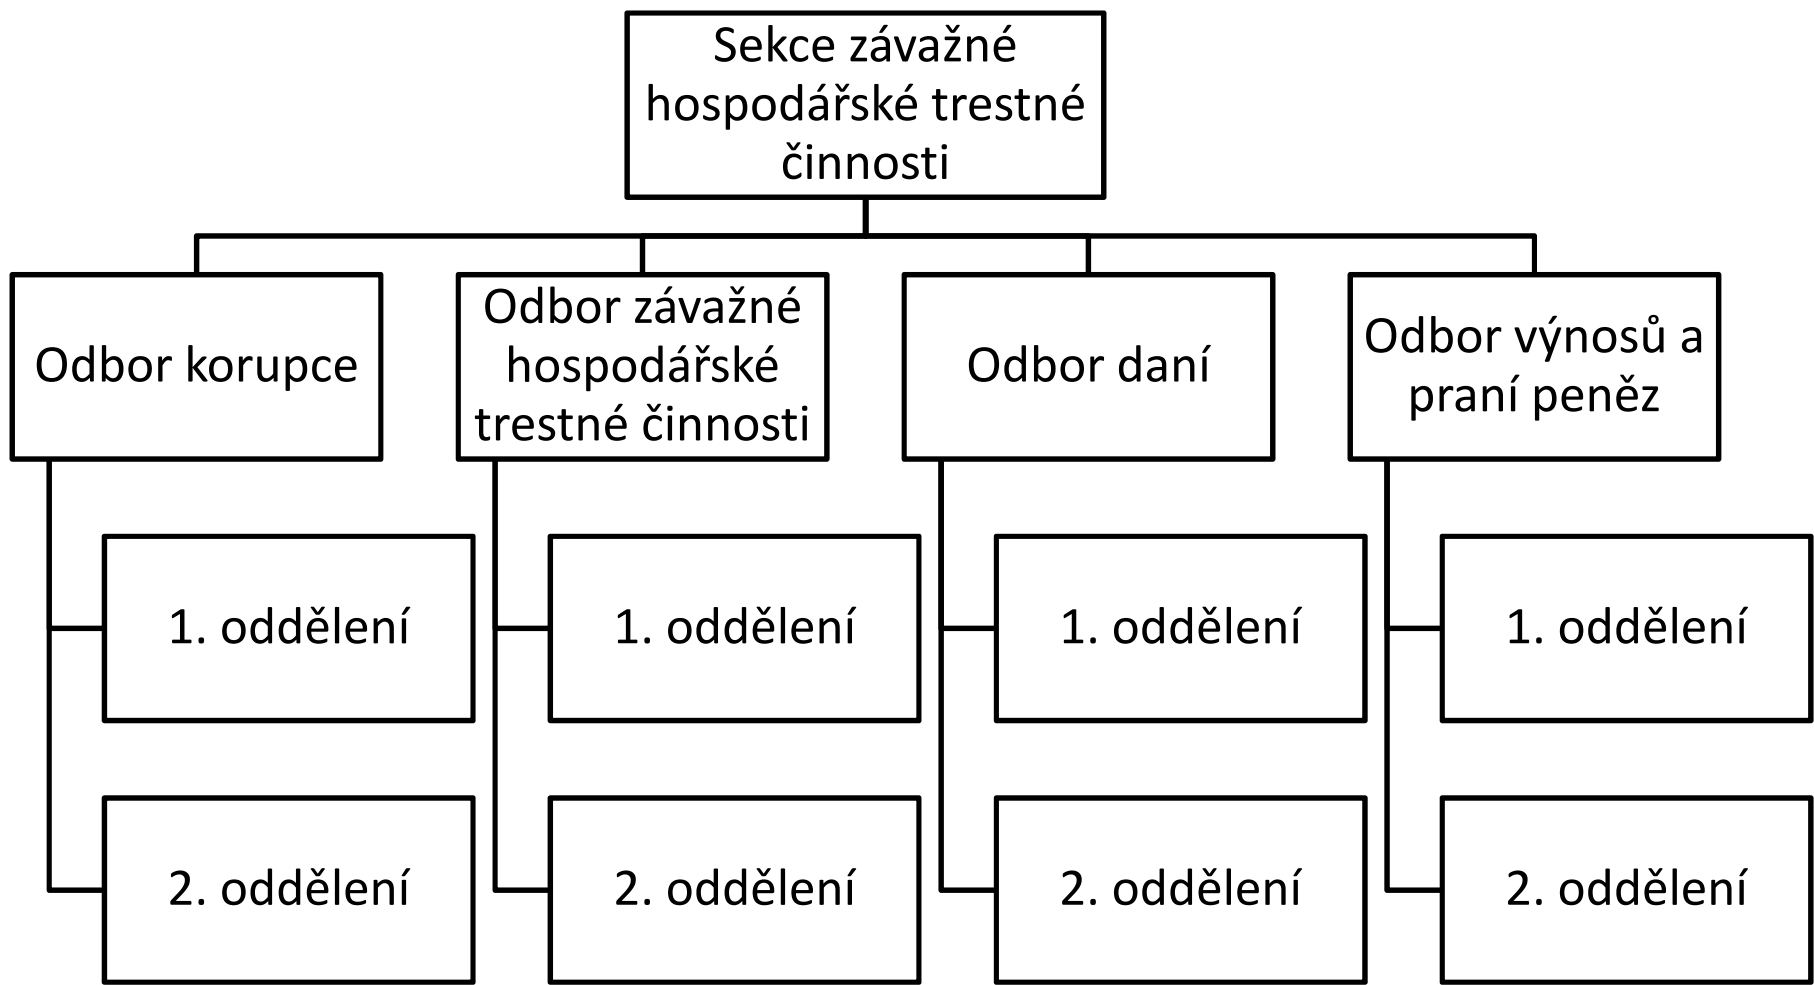 Sekce závažné
hospodářské trestné
činnosti
Odbor korupce
Odbor závažné
hospodářské
trestné činnosti
Odbor daní
Odbor výnosů a
praní peněz
1. oddělení
1. oddělení
1. oddělení
1. oddělení
2. oddělení
2. oddělení
2. oddělení
2. oddělení